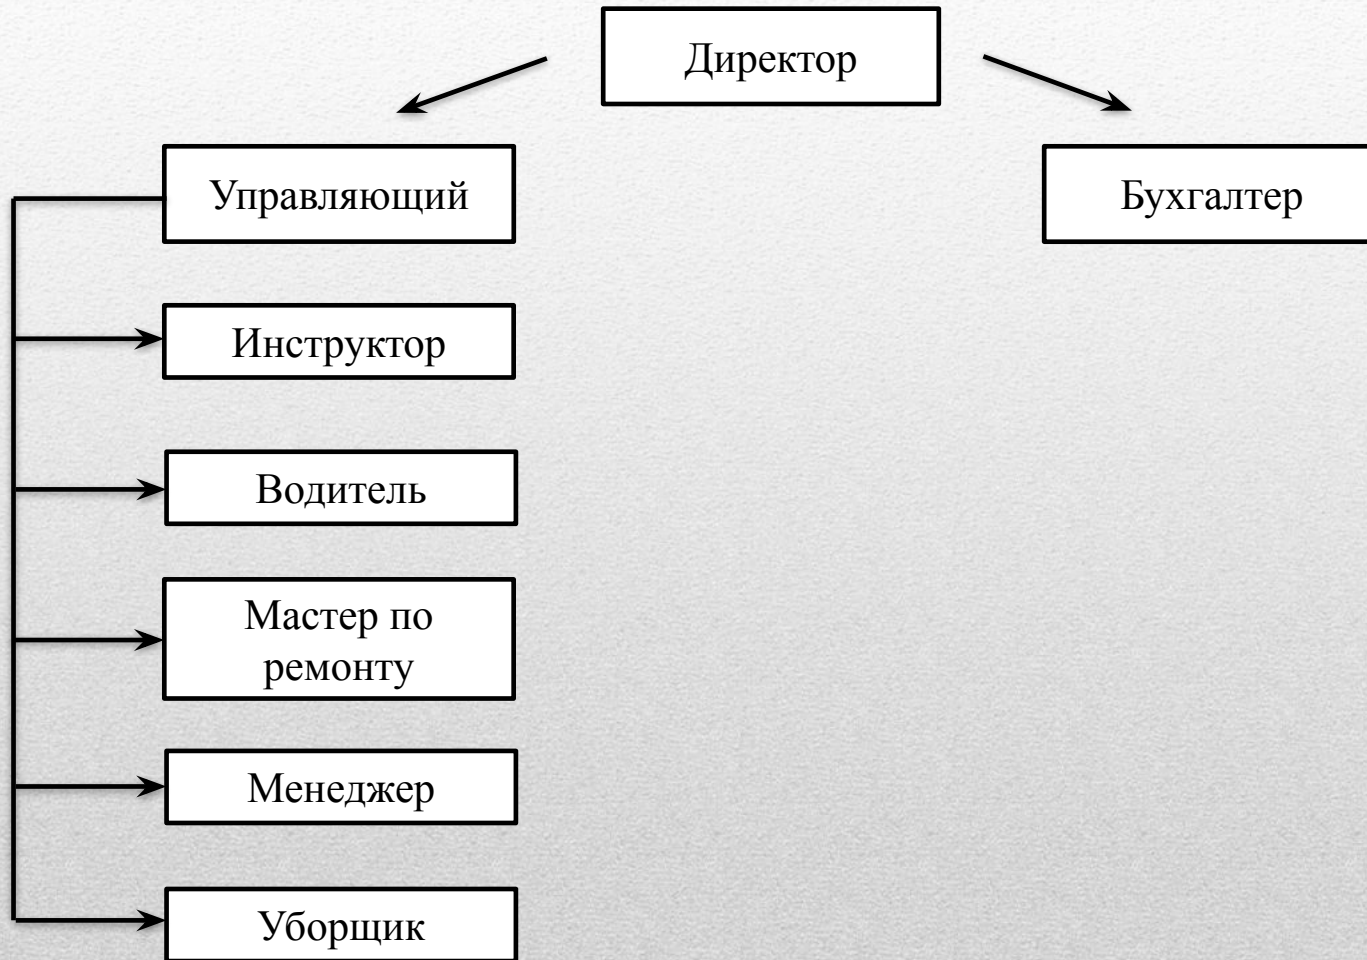 Директор
Управляющий
Бухгалтер
Инструктор
Водитель
Мастер по
ремонту
Менеджер
Уборщик